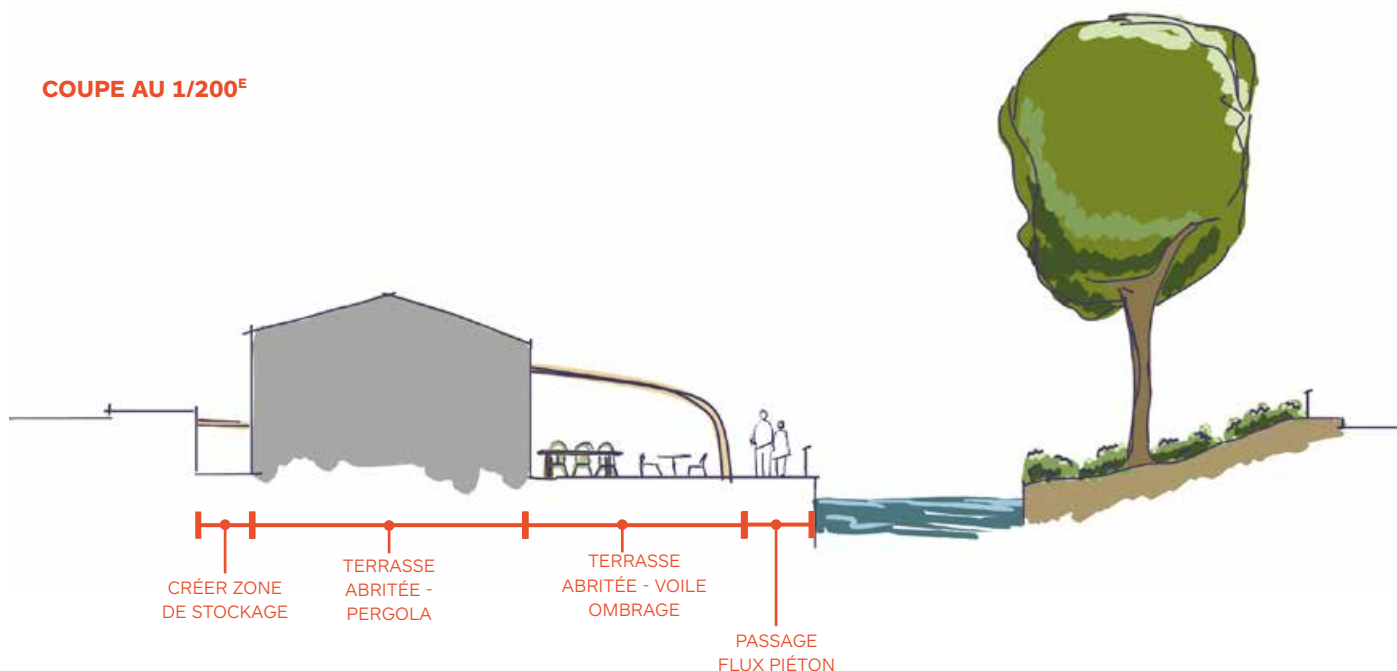 COUPE AU 1/200E
CRÉER ZONE
DE STOCKAGE
TERRASSE
ABRITÉE -
PERGOLA
TERRASSE
ABRITÉE - VOILE
OMBRAGE
PASSAGE
FLUX PIÉTON